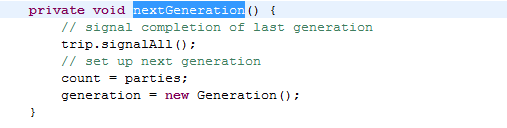 private void nextGeneration() {
// signal completion of last generation
trip.signalAll();
// set up next generation
count = parties;
generation = new Generation();
}